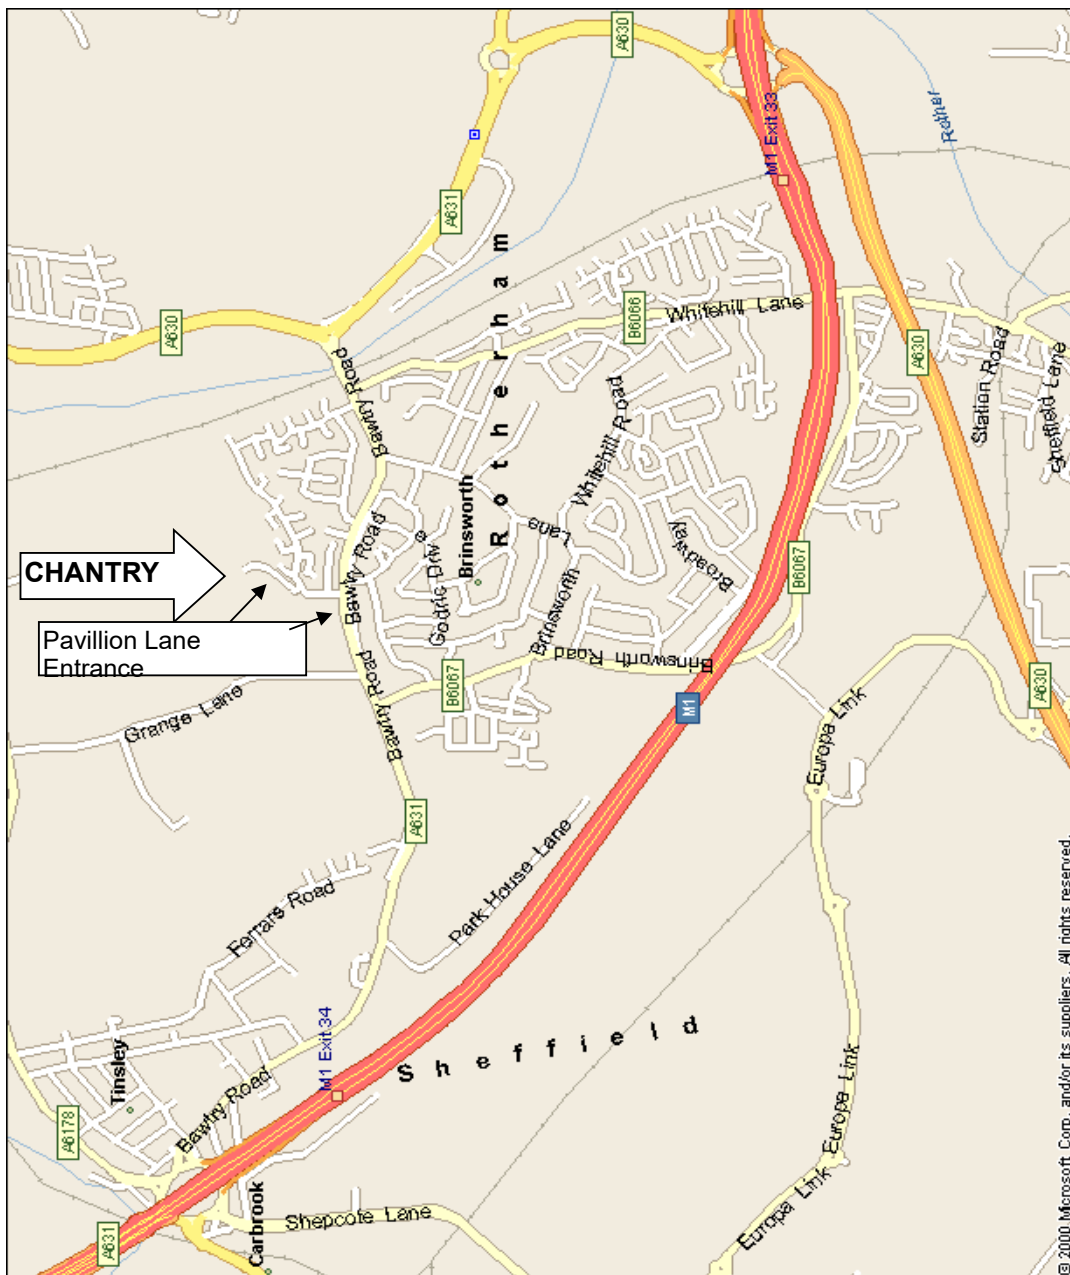 A630
A631
M1 Exit 33
Rother
A630
B6066
Whitehill Lane
A630
Station Road
Sheffield Lane
Bawtry Road
Bawtry Road
Rotherham
Whitehill Road
Brinsworth
CHANTRY
Pavillion Lane
Entrance
Bawtry Road
Godric Drive
Brinsworth Lane
Broadway
B6067
Brinsworth Road
B6067
Bawtry Road
Grange Lane
M1
A630
Europa Link
A631
Park House Lane
Ferrars Road
M1 Exit 34
Sheffield
Tinsley
A6178
Bawtry Road
Europa Link
Europa Link
A631
Carbrook
Shepcote Lane
© 2000 Microsoft Corp. and/or its suppliers. All rights reserved.